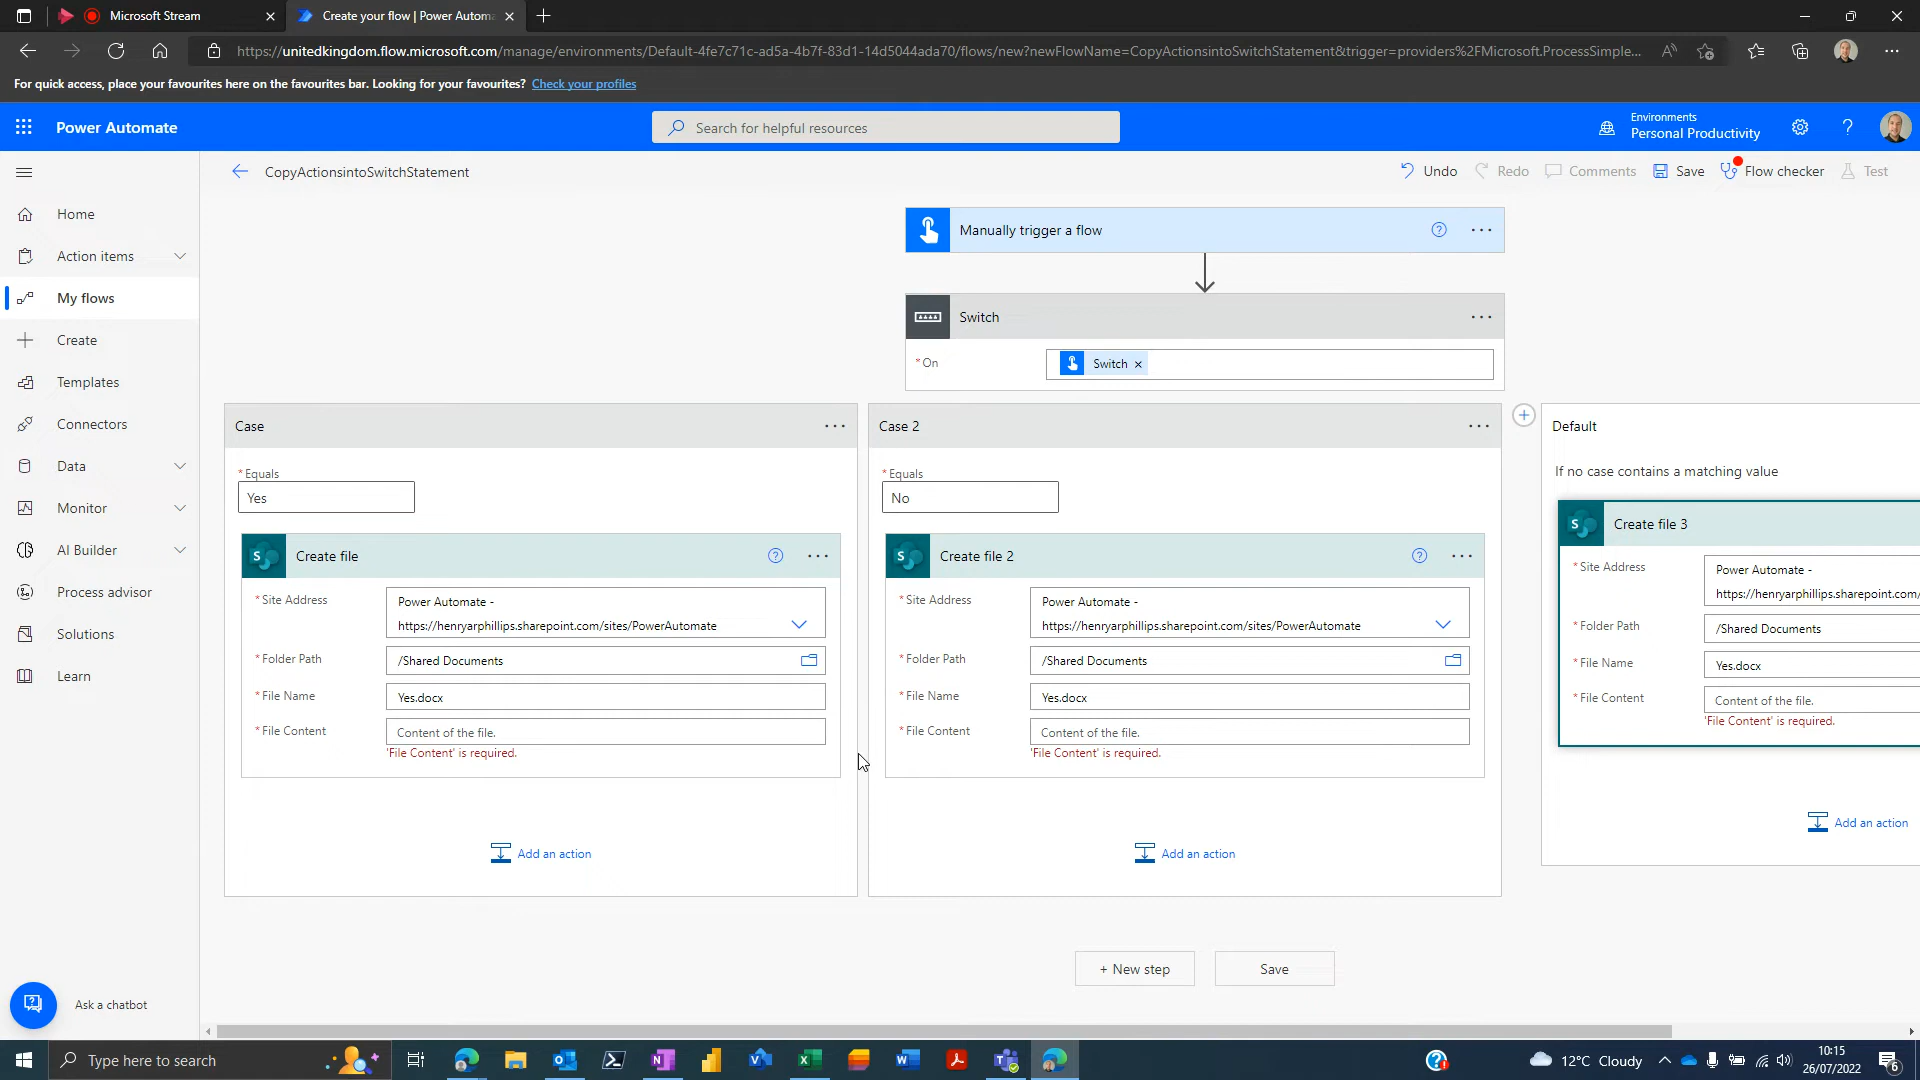 Microsoft Stream
Create your flow | Power Automa
https://unitedkingdom.flow.microsoft.com/manage/environments/Default-4fe7c71c-ad5a-4b7f-83d1-14d5044ada70/flows/new?newFlowName=CopyActionsintoSwitchStatement&trigger=providers%2FMicrosoft.ProcessSimple...
For quick access, place your favourites here on the favourites bar. Looking for your favourites? Check your profiles
Power Automate
Search for helpful resources
Environments
Personal Productivity
CopyActionsintoSwitchStatement
Undo
Redo
Comments
Save
Flow checker
Test
Home
Action items
My flows
Create
Templates
Connectors
Data
Monitor
AI Builder
Process advisor
Solutions
Learn
Ask a chatbot
Manually trigger a flow
Switch
* On
Switch
Case
* Equals
Yes
Create file
* Site Address
Power Automate -
https://henryarphillips.sharepoint.com/sites/PowerAutomate
* Folder Path
/Shared Documents
* File Name
Yes.docx
* File Content
Content of the file.
'File Content' is required.
Add an action
Case 2
* Equals
No
Create file 2
* Site Address
Power Automate -
https://henryarphillips.sharepoint.com/sites/PowerAutomate
* Folder Path
/Shared Documents
* File Name
Yes.docx
* File Content
Content of the file.
'File Content' is required.
Add an action
Default
If no case contains a matching value
Create file 3
* Site Address
Power Automate -
https://henryarphillips.sharepoint.com/
* Folder Path
/Shared Documents
* File Name
Yes.docx
* File Content
Content of the file.
'File Content' is required.
Add an action
+ New step
Save
Type here to search
12°C Cloudy
10:15
26/07/2022
6